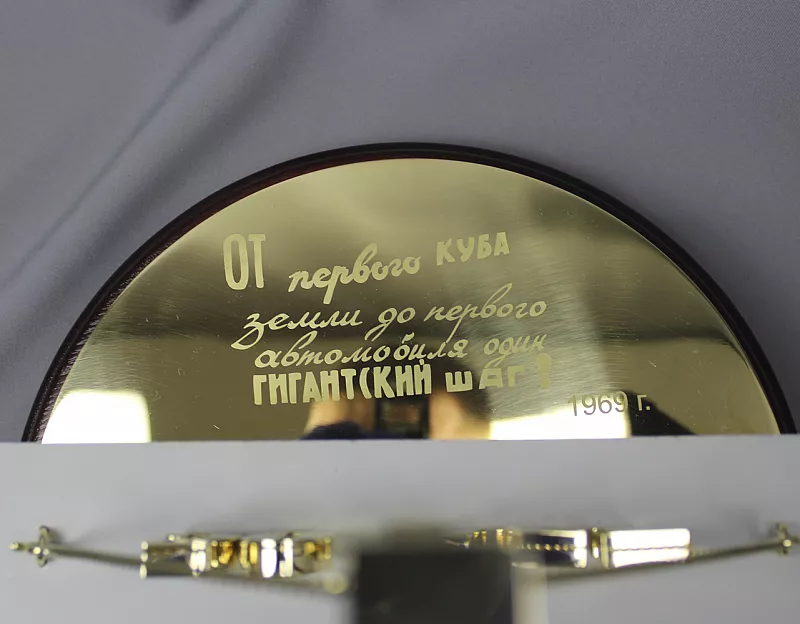 ОТ первого КУБА
земли до первого
автомобиля один
ГИГАНТСКИЙ шАг!
1969 г.